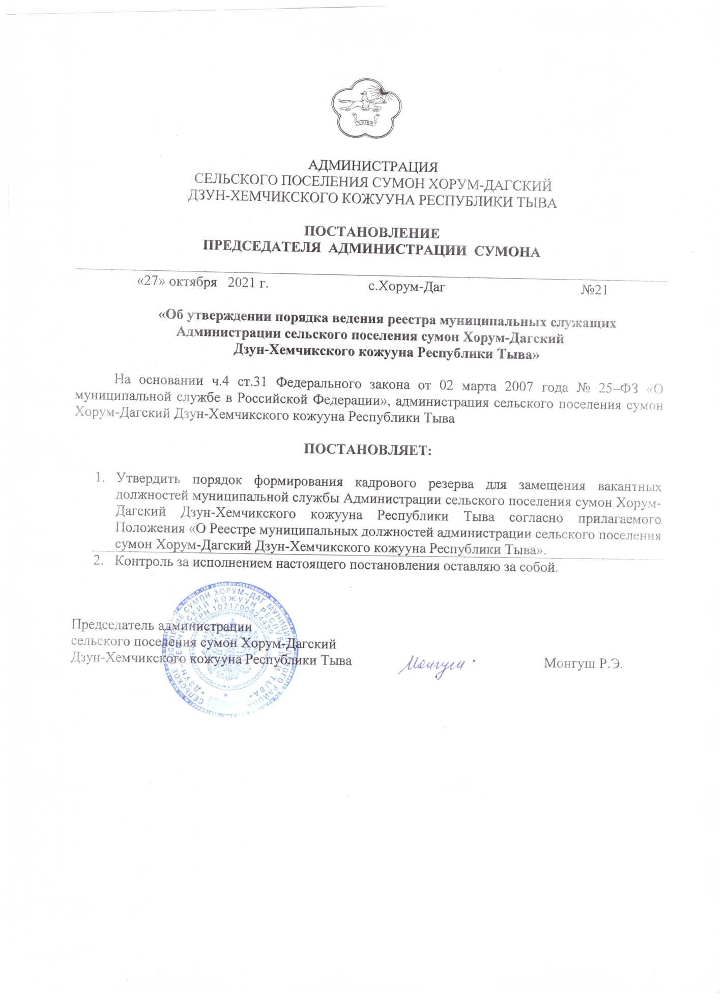 ТЫВА
АДМИНИСТРАЦИЯ
СЕЛЬСКОГО ПОСЕЛЕНИЯ СУМОН ХОРУМ-ДАГСКИЙ
ДЗУН-ХЕМЧИКСКОГО КОЖУУНА РЕСПУБЛИКИ ТЫВА
ПОСТАНОВЛЕНИЕ
ПРЕДСЕДАТЕЛЯ АДМИНИСТРАЦИИ СУМОНА
«27» октября 2021 г. с.Хорум-Даг №21
«Об утверждении порядка ведения реестра муниципальных служащих
Администрации сельского поселения сумон Хорум-Дагский
Дзун-Хемчикского кожууна Республики Тыва»
На основании ч.4 ст.31 Федерального закона от 02 марта 2007 года № 25–ФЗ «О
муниципальной службе в Российской Федерации», администрация сельского поселения сумон
Хорум-Дагский Дзун-Хемчикского кожууна Республики Тыва
ПОСТАНОВЛЯЕТ:
1. Утвердить порядок формирования кадрового резерва для замещения вакантных
должностей муниципальной службы Администрации сельского поселения сумон Хорум-
Дагский Дзун-Хемчикского кожууна Республики Тыва согласно прилагаемого
Положения «О Реестре муниципальных должностей администрации сельского поселения
сумон Хорум-Дагский Дзун-Хемчикского кожууна Республики Тыва».
2. Контроль за исполнением настоящего постановления оставляю за собой.
Председатель администрации
сельского поселения сумон Хорум-Дагский
Дзун-Хемчикского кожууна Республики Тыва Монгуш Монгуш Р.Э.
СЕЛЬСКОЕ ПОСЕЛЕНИЕ СУМОН ХОРУМ-ДАГ МУНИЦИПАЛЬНОГО РАЙОНА
«ДЗУН-ХЕМЧИКСКИЙ КОЖУУН РЕСПУБЛИКИ ТЫВА»
ОГРН 1021700624439